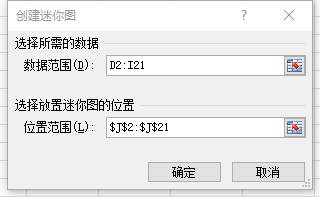 创建迷你图
选择所需的数据
数据范围(D): D2:I21
选择放置迷你图的位置
位置范围(L): $J$2:$J$21
确定 取消